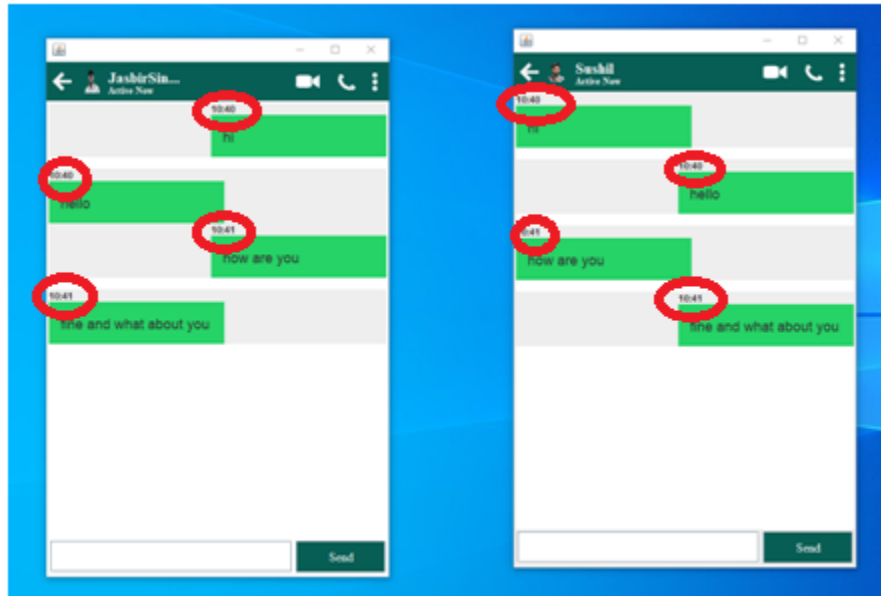 JasbirSin...
Active Now
10:40
hi
10:40
hello
10:41
how are you
10:41
fine and what about you
Send
Sushil
Active Now
10:40
hi
10:40
hello
10:41
how are you
10:41
fine and what about you
Send